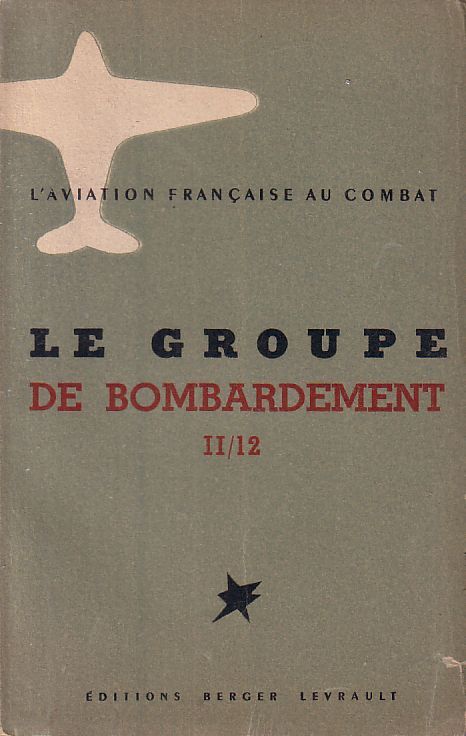 L'AVIATION FRANÇAISE AU COMBAT
LE GROUPE
DE BOMBARDEMENT
II/12
ÉDITIONS BERGER LEVRAULT